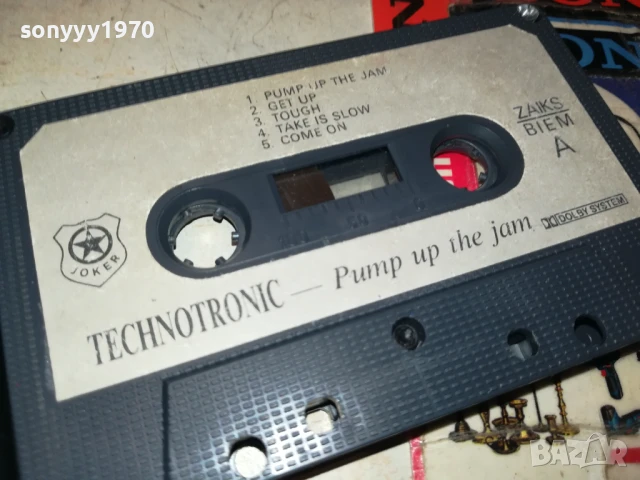 sonyyy1970
1. PUMP UP THE JAM
2. GET UP
3. TOUGH
4. TAKE IS SLOW
5. COME ON
ZAIKS
BIEM
A
JOKER
TECHNOTRONIC — Pump up the jam
DOLBY SYSTEM
BAZAR